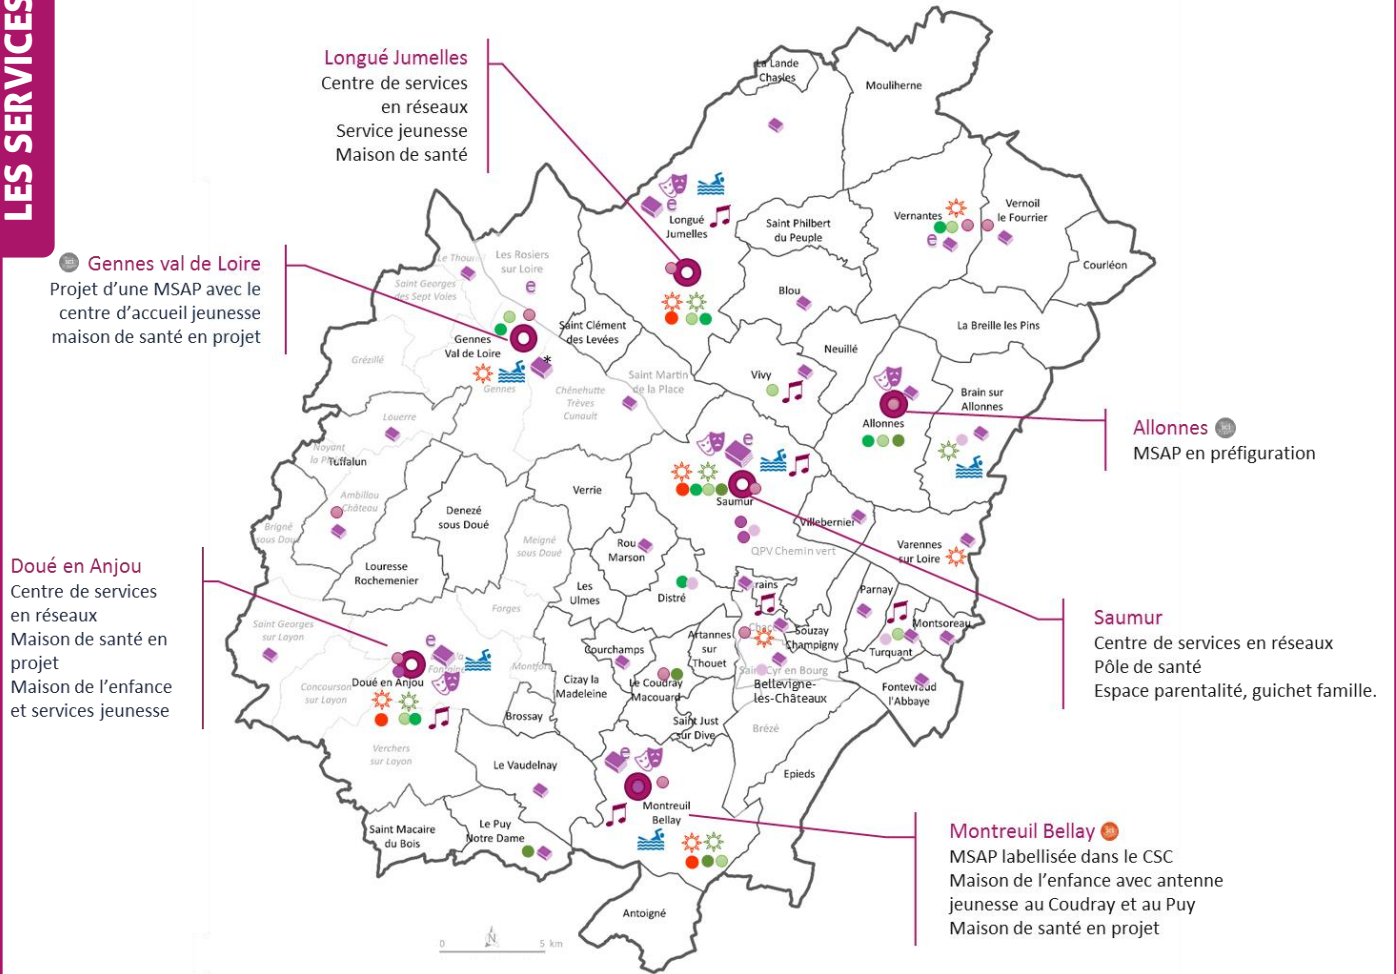 LES SERVICES
Longué Jumelles
Centre de services
en réseaux
Service jeunesse
Maison de santé
Gennes val de Loire
Projet d'une MSAP avec le
centre d'accueil jeunesse
maison de santé en projet
Doué en Anjou
Centre de services
en réseaux
Maison de santé en
projet
Maison de l'enfance
et services jeunesse
Allonnes
MSAP en préfiguration
Saumur
Centre de services en réseaux
Pôle de santé
Espace parentalité, guichet famille.
Montreuil Bellay
MSAP labellisée dans le CSC
Maison de l'enfance avec antenne
jeunesse au Coudray et au Puy
Maison de santé en projet
La Lande
Chasles
Mouliherne
e
Longué
Jumelles
Saint Philbert
du Peuple
Vernantes
e
Vernoil
le Fourrier
Courléon
Les Rosiers
sur Loire
e
Saint Georges
des Sept Voies
Blou
La Breille les Pins
Saint Clément
des Levées
Gennes
Val de Loire
*
Gennes
Grézillé
Neuillé
Saint Martin
de la Place
Vivy
Chênehutte
Trèves
Cunault
Brain sur
Allonnes
Allonnes
Louerre
Noyant
Tuffalun
e
Saumur
Ambillou
Château
Verrie
Denezé
sous Doué
Villebernier
Brigné
Meigné
sous Doué
Rou
Marson
QPV Chemin vert
Varennes
sur Loire
Louresse
Rochemenier
Les
Ulmes
Distré
Parnay
Forges
Saint Georges
sur Layon
Artannes
sur
Thouet
Souzay
Champigny
Montsoreau
Turquant
e
Courchamps
Doué en Anjou
Concourson
sur Layon
Cizay la
Madeleine
Le Coudray
Macouard
Saint Cyr en Bourg
Bellevigne-
les-Châteaux
Fontevraud
l'Abbaye
Brossay
Saint Just
sur Dive
Brézé
Verchers
sur Layon
Le Vaudelnay
e
Epieds
Montreuil
Bellay
Saint Macaire
du Bois
Le Puy
Notre Dame
Antoigné
N
0 5 km